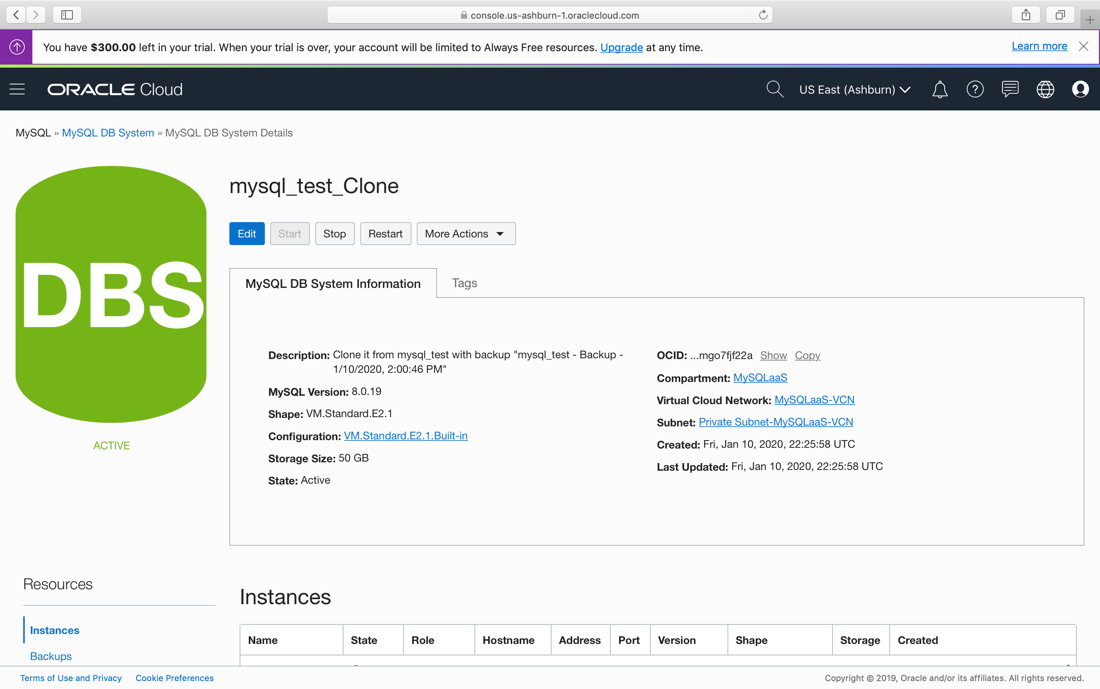 console.us-ashburn-1.oraclecloud.com
You have $300.00 left in your trial. When your trial is over, your account will be limited to Always Free resources. Upgrade at any time.
Learn more
ORACLE Cloud
US East (Ashburn)
MySQL » MySQL DB System » MySQL DB System Details
DBS
ACTIVE
mysql_test_Clone
Edit
Start
Stop
Restart
More Actions
MySQL DB System Information
Tags
Description: Clone it from mysql_test with backup "mysql_test - Backup -
1/10/2020, 2:00:46 PM"
MySQL Version: 8.0.19
Shape: VM.Standard.E2.1
Configuration: VM.Standard.E2.1.Built-in
Storage Size: 50 GB
State: Active
OCID: ...mgo7fjf22a Show Copy
Compartment: MySQLaaS
Virtual Cloud Network: MySQLaaS-VCN
Subnet: Private Subnet-MySQLaaS-VCN
Created: Fri, Jan 10, 2020, 22:25:58 UTC
Last Updated: Fri, Jan 10, 2020, 22:25:58 UTC
Resources
Instances
Backups
Instances
Name State Role Hostname Address Port Version Shape Storage Created
Terms of Use and Privacy Cookie Preferences
Copyright © 2019, Oracle and/or its affiliates. All rights reserved.